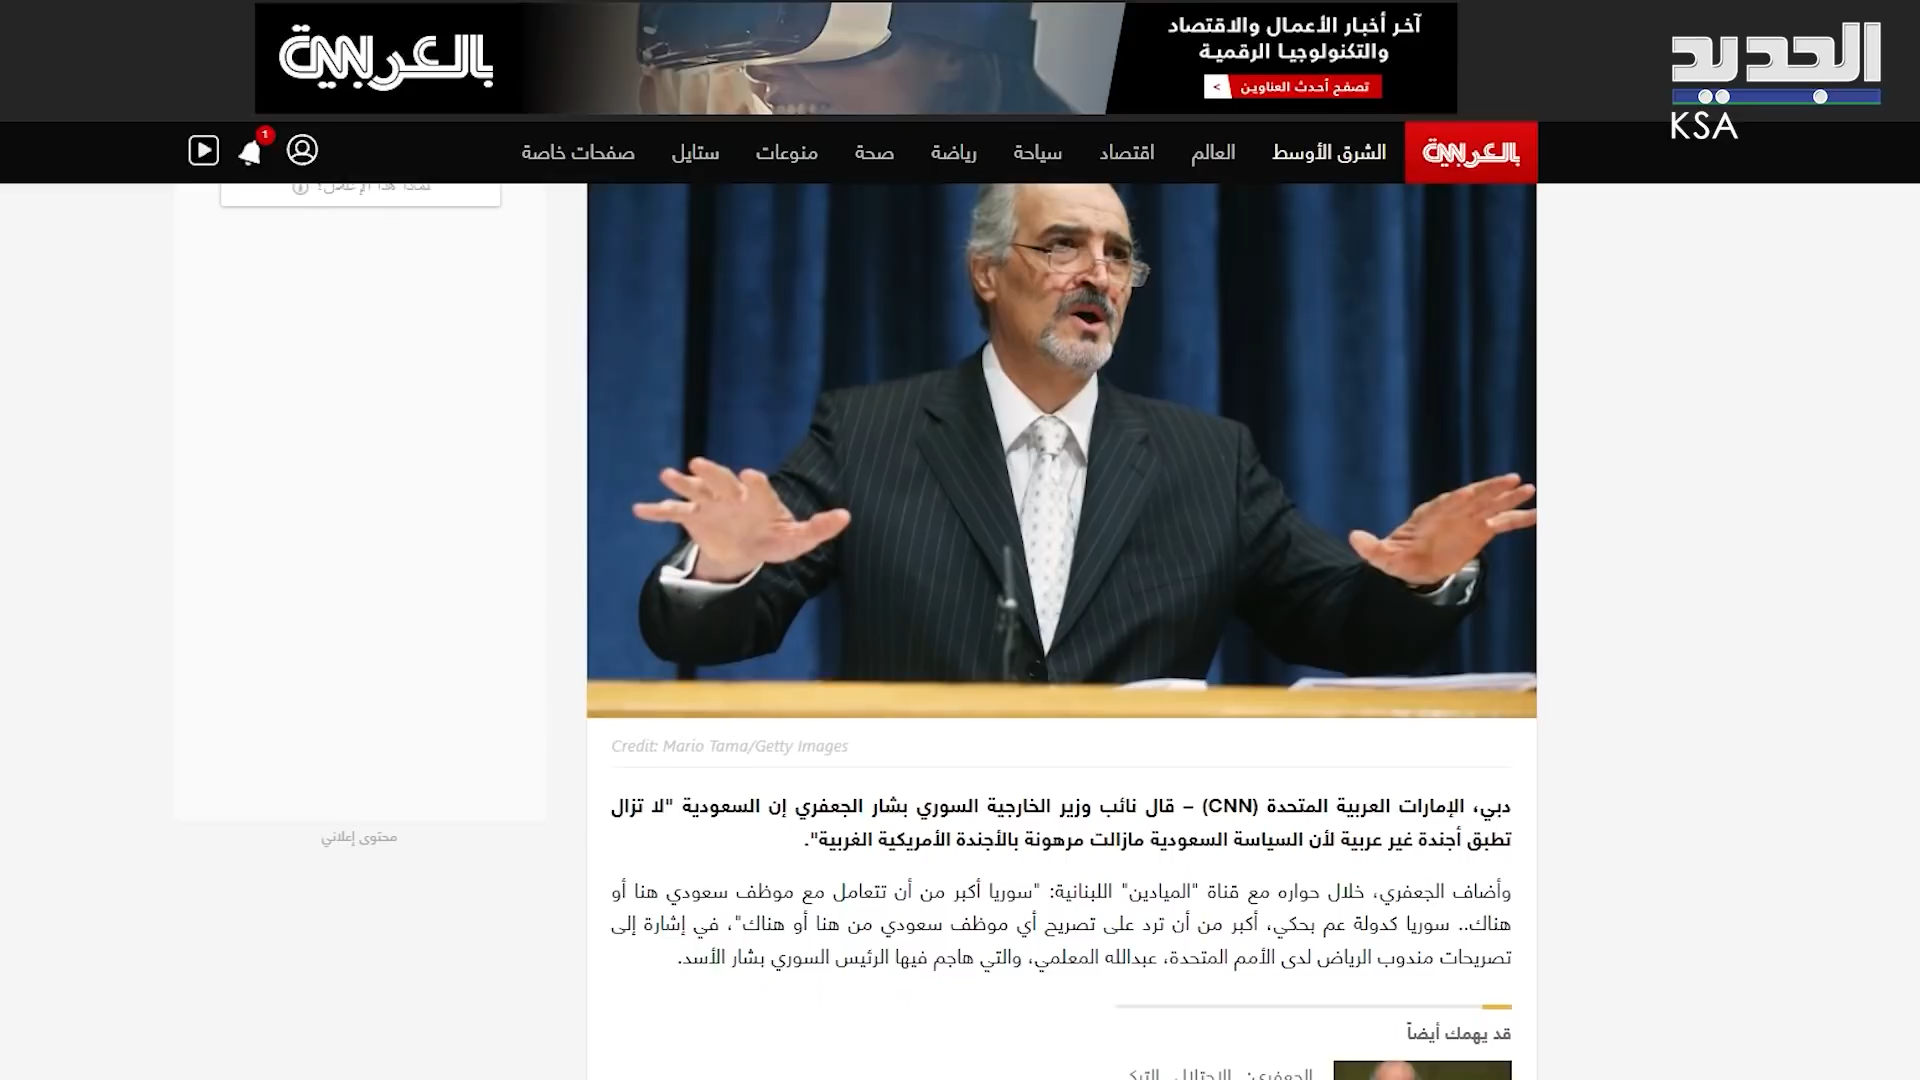 آخر أخبار الأعمال والاقتصاد
والتكنولوجيا الرقمية
تصفح أحدث العناوين >
CNN بالعربية
الجديد
KSA
CNN بالعربية
الشرق الأوسط
العالم
اقتصاد
سياحة
رياضة
صحة
منوعات
ستايل
صفحات خاصة
1
لماذا هذا الإعلان؟
محتوى إعلاني
Credit: Mario Tama/Getty Images
دبي، الإمارات العربية المتحدة (CNN) – قال نائب وزير الخارجية السوري بشار الجعفري إن السعودية "لا تزال
تطبق أجندة غير عربية لأن السياسة السعودية مازالت مرهونة بالأجندة الأمريكية الغربية".
وأضاف الجعفري، خلال حواره مع قناة "الميادين" اللبنانية: "سوريا أكبر من أن تتعامل مع موظف سعودي هنا أو
هناك.. سوريا كدولة عم بحكي، أكبر من أن ترد على تصريح أي موظف سعودي من هنا أو هناك"، في إشارة إلى
تصريحات مندوب الرياض لدى الأمم المتحدة، عبدالله المعلمي، والتي هاجم فيها الرئيس السوري بشار الأسد.
قد يهمك أيضاً
الجعفري: الاحتلال